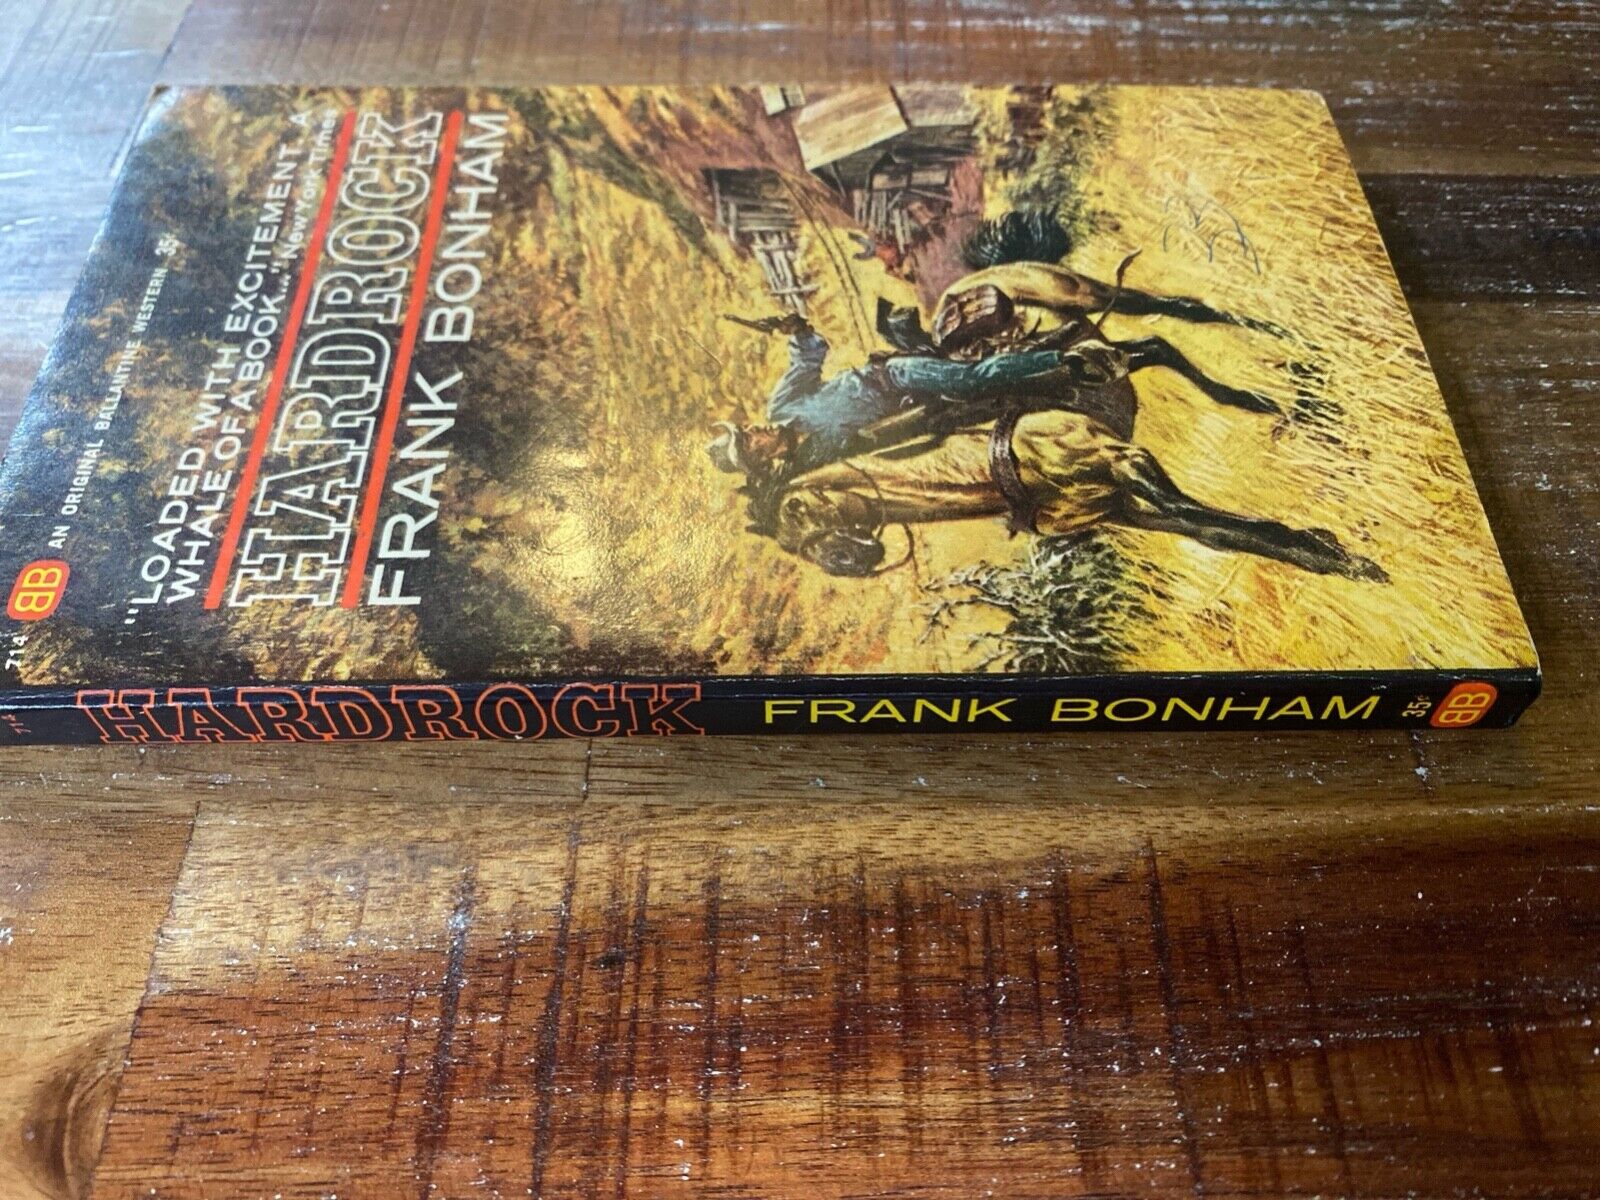 714 BB AN ORIGINAL BALLANTINE WESTERN 35¢
"LOADED WITH EXCITEMENT. A
WHALE OF A BOOK..." New York Times
HARDROCK
FRANK BONHAM
714 HARDROCK FRANK BONHAM 35¢ BB